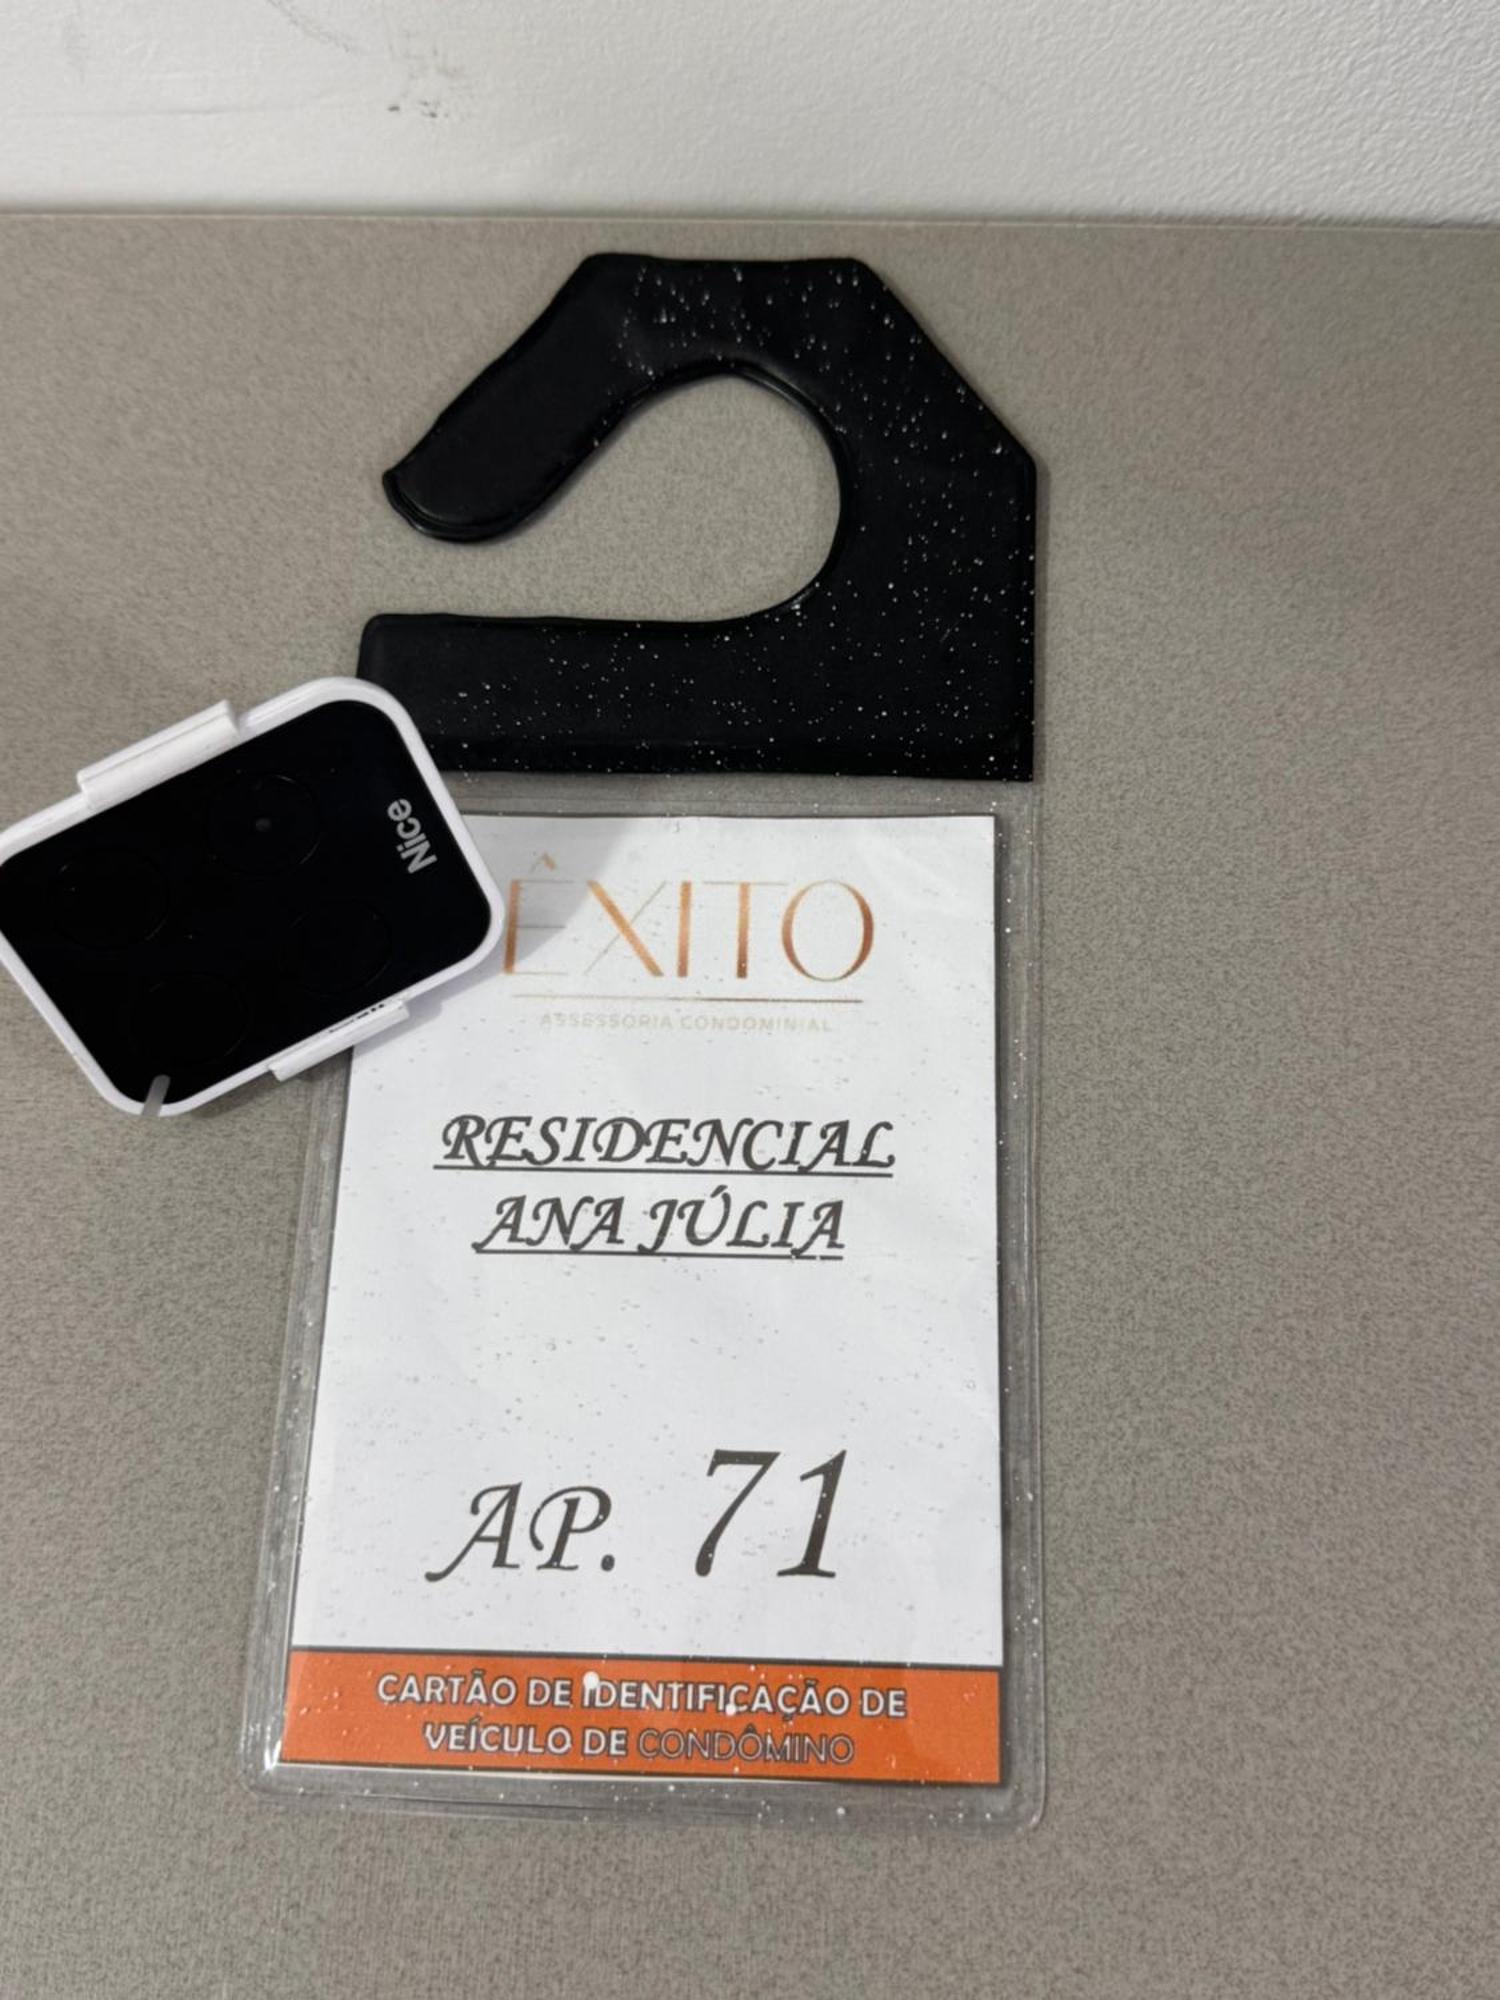 Nice
ÊXITO
ASSESSORIA CONDOMINIAL
RESIDENCIAL
ANA JÚLIA
AP. 71
CARTÃO DE IDENTIFICAÇÃO DE
VEÍCULO DE CONDÔMINO